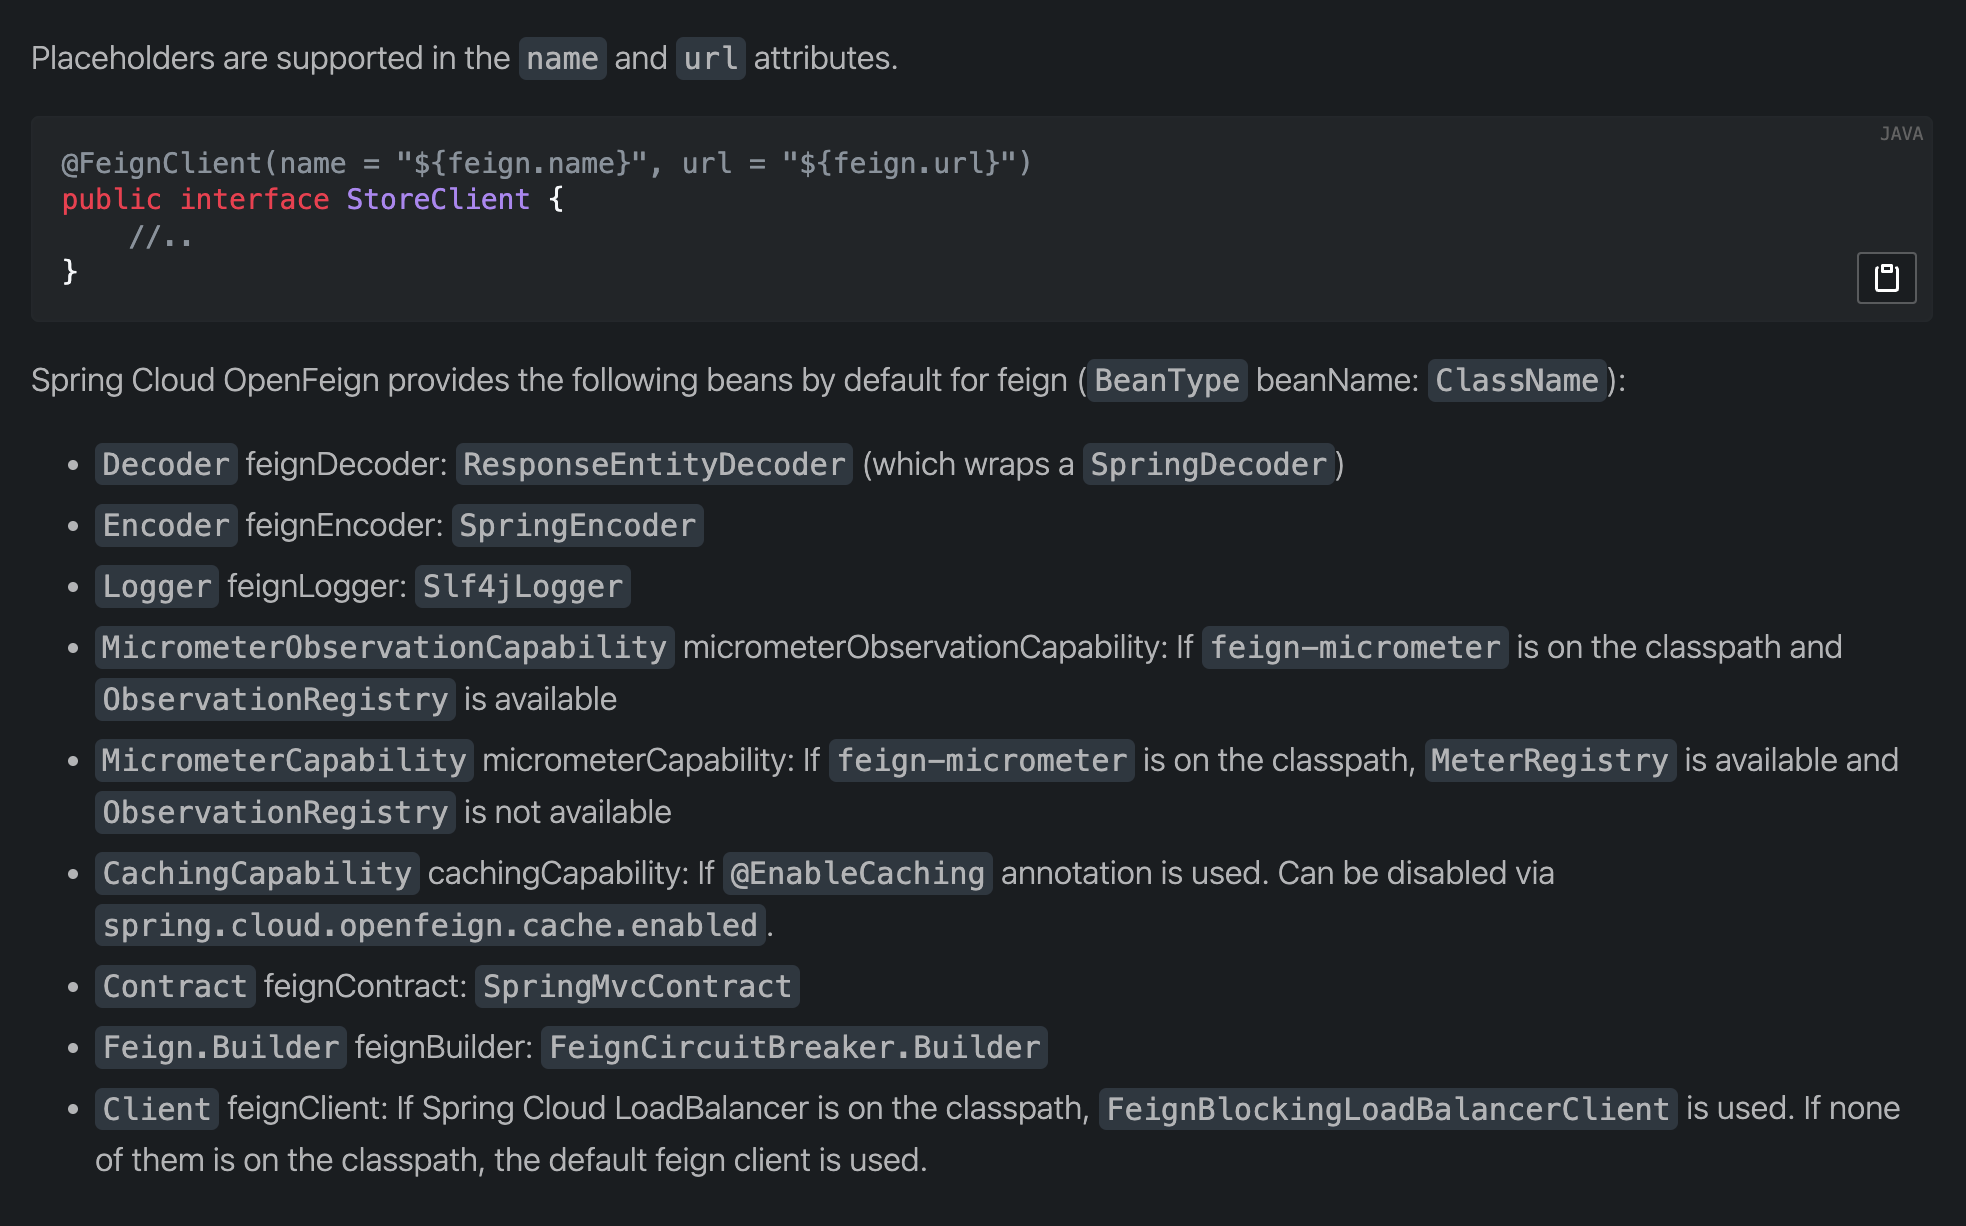 Placeholders are supported in the name and url attributes.
JAVA
@FeignClient(name = "${feign.name}", url = "${feign.url}")
public interface StoreClient {
    //..
}
Spring Cloud OpenFeign provides the following beans by default for feign (BeanType beanName: ClassName):
• Decoder feignDecoder: ResponseEntityDecoder (which wraps a SpringDecoder)
• Encoder feignEncoder: SpringEncoder
• Logger feignLogger: Slf4jLogger
• MicrometerObservationCapability micrometerObservationCapability: If feign-micrometer is on the classpath and
ObservationRegistry is available
• MicrometerCapability micrometerCapability: If feign-micrometer is on the classpath, MeterRegistry is available and
ObservationRegistry is not available
• CachingCapability cachingCapability: If @EnableCaching annotation is used. Can be disabled via
spring.cloud.openfeign.cache.enabled.
• Contract feignContract: SpringMvcContract
• Feign.Builder feignBuilder: FeignCircuitBreaker.Builder
• Client feignClient: If Spring Cloud LoadBalancer is on the classpath, FeignBlockingLoadBalancerClient is used. If none
of them is on the classpath, the default feign client is used.